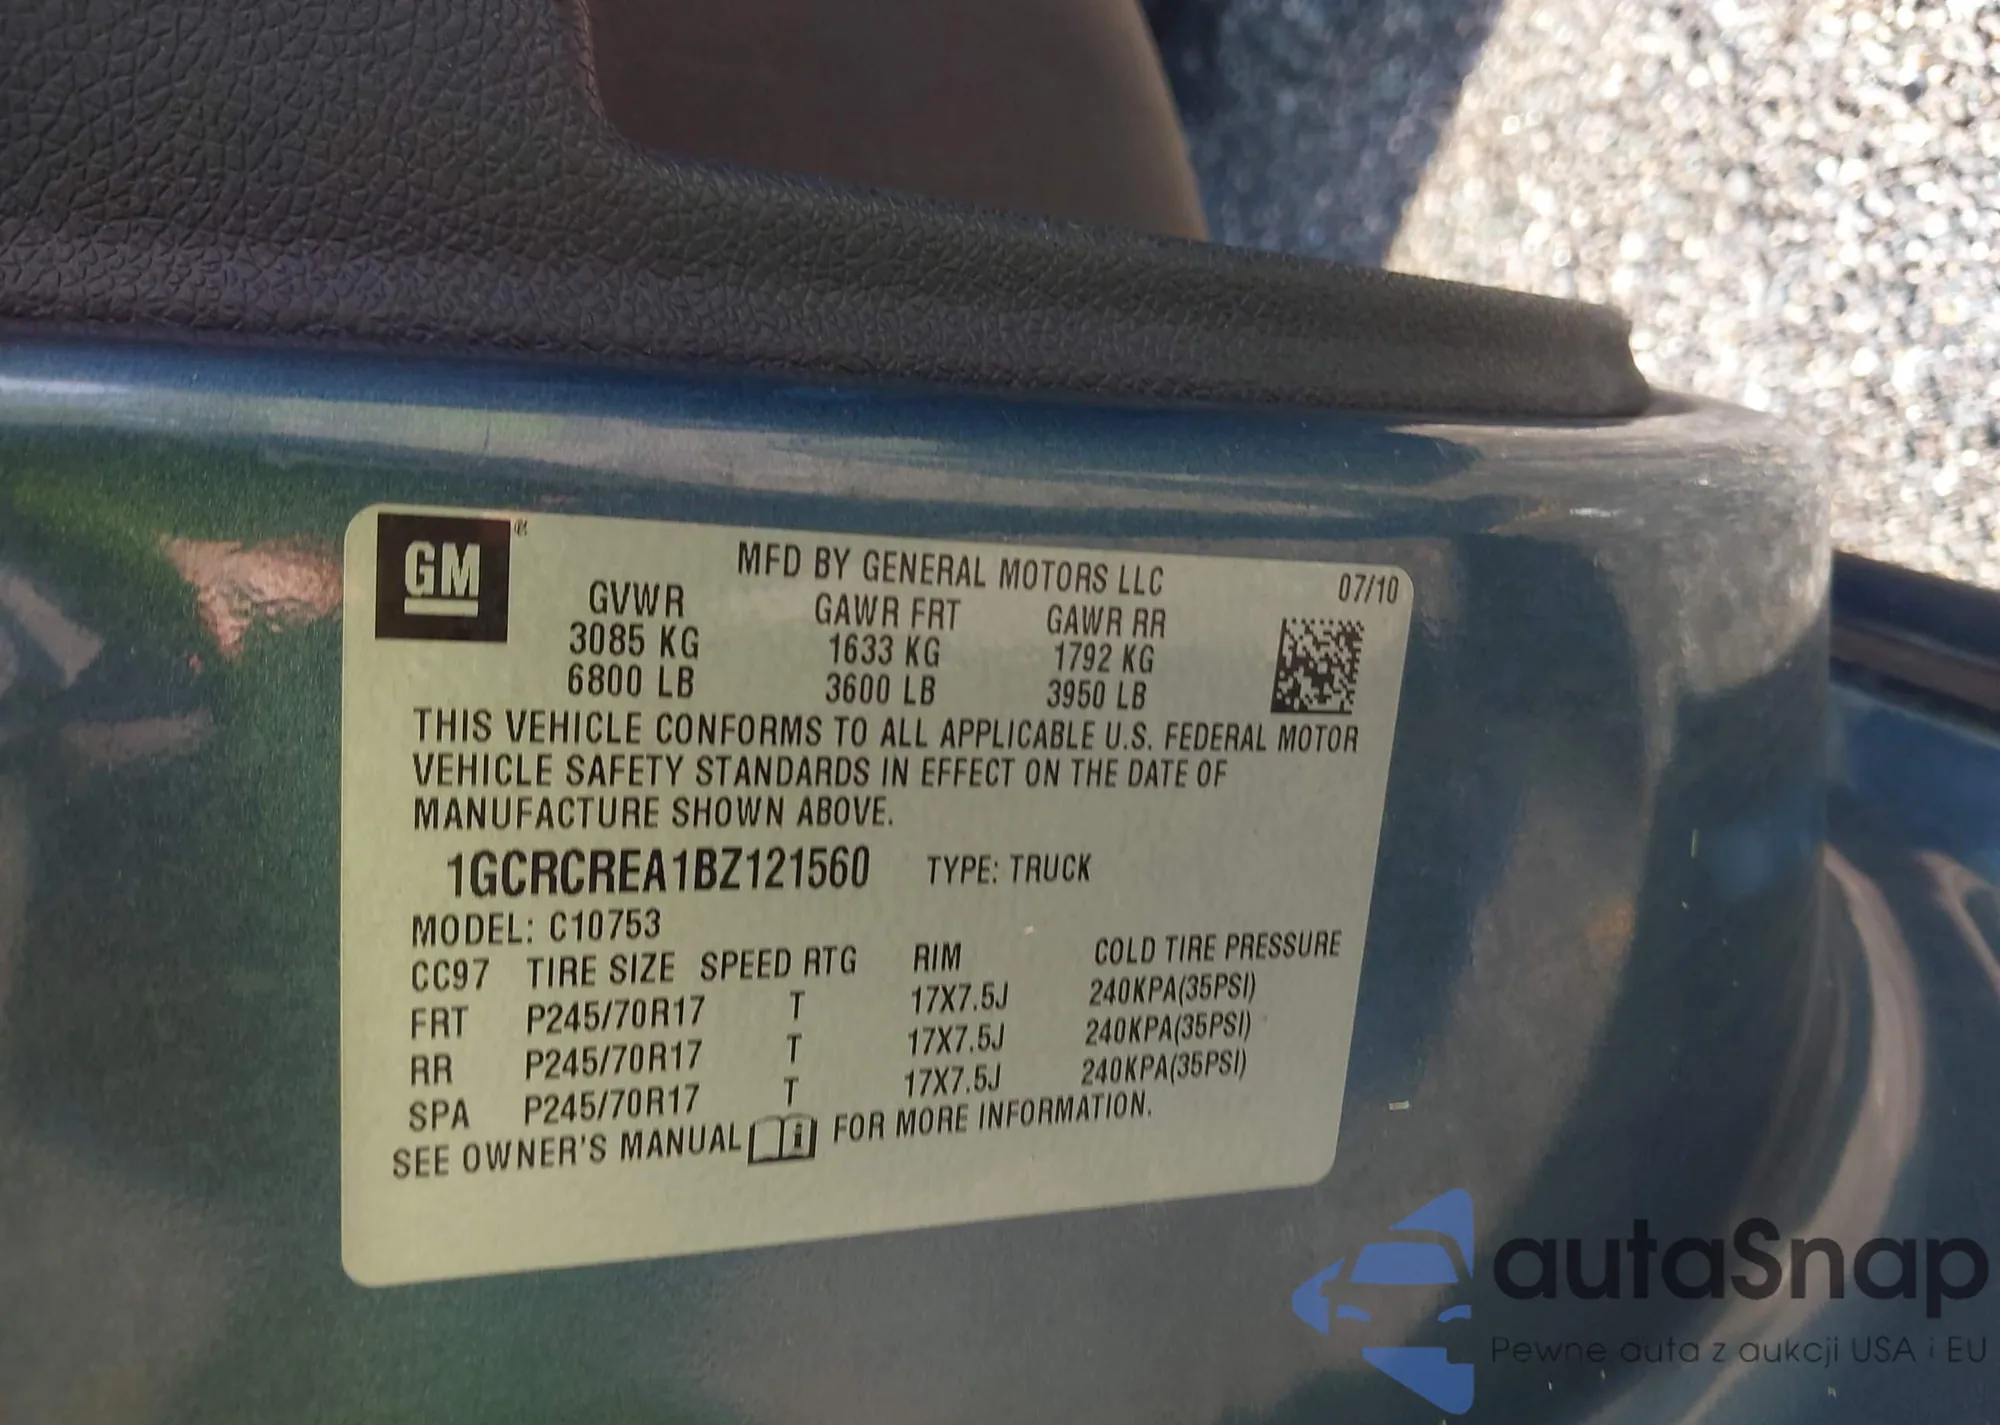 GM®
MFD BY GENERAL MOTORS LLC 07/10
GVWR GAWR FRT GAWR RR
3085 KG 1633 KG 1792 KG
6800 LB 3600 LB 3950 LB
THIS VEHICLE CONFORMS TO ALL APPLICABLE U.S. FEDERAL MOTOR
VEHICLE SAFETY STANDARDS IN EFFECT ON THE DATE OF
MANUFACTURE SHOWN ABOVE.
1GCRCREA1BZ121560 TYPE: TRUCK
MODEL: C10753
CC97 TIRE SIZE SPEED RTG RIM COLD TIRE PRESSURE
FRT P245/70R17 T 17X7.5J 240KPA(35PSI)
RR P245/70R17 T 17X7.5J 240KPA(35PSI)
SPA P245/70R17 T 17X7.5J 240KPA(35PSI)
SEE OWNER'S MANUAL FOR MORE INFORMATION.
autaSnap
Pewne auta z aukcji USA i EU